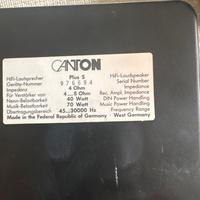 CANTON
HiFi-Lautsprecher Plus S HiFi-Loudspeaker
Geräte-Nummer 976684 Serial Number
Impedanz 4 Ohm Impedance
Für Verstärker von 4...8 Ohm Rec. Ampl. Impedance
Nenn-Belastbarkeit 40 Watt DIN Power Handling
Musik-Belastbarkeit 70 Watt Music Power Handling
Übertragungsbereich 45...30000 Hz Frequency Range
Made in the Federal Republic of Germany · West Germany